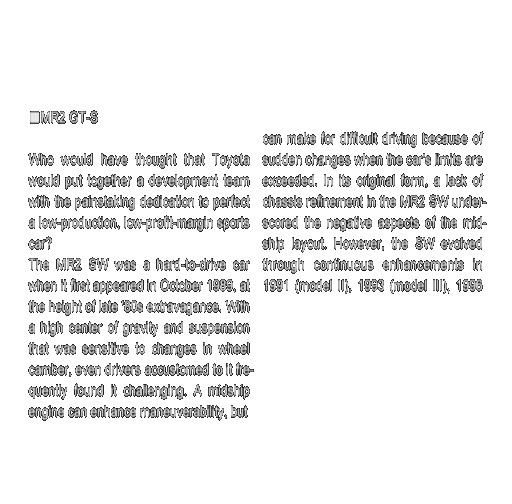 ■MR2 GT-S
Who would have thought that Toyota
would put together a development team
with the painstaking dedication to perfect
a low-production, low-profit-margin sports
car?
The MR2 SW was a hard-to-drive car
when it first appeared in October 1989, at
the height of late '80s extravagance. With
a high center of gravity and suspension
that was sensitive to changes in wheel
camber, even drivers accustomed to it fre-
quently found it challenging. A midship
engine can enhance maneuverability, but
can make for difficult driving because of
sudden changes when the car's limits are
exceeded. In its original form, a lack of
chassis refinement in the MR2 SW under-
scored the negative aspects of the mid-
ship layout. However, the SW evolved
through continuous enhancements in
1991 (model II), 1993 (model III), 1996